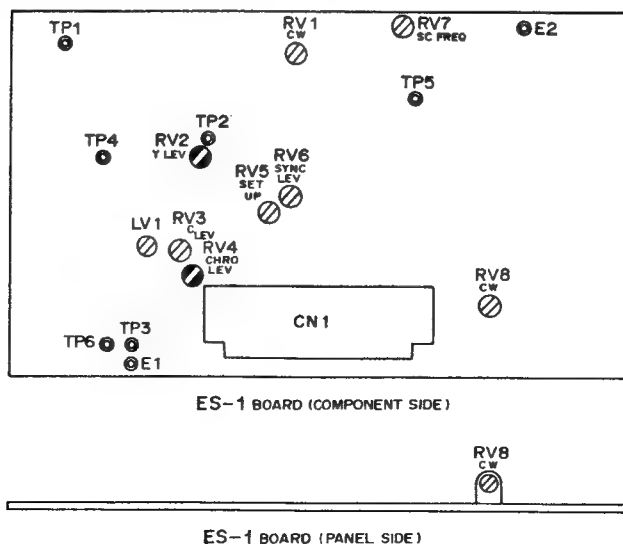 TP1
RV1
CW
RV7
SC FREQ
E2
TP5
TP2
RV2
Y LEV
TP4
RV6
SYNC
LEV
RV5
SET
UP
LV1
RV3
C LEV
RV4
CHRO
LEV
RV8
CW
CN1
TP6
TP3
E1
ES-1 BOARD (COMPONENT SIDE)
RV8
CW
ES-1 BOARD (PANEL SIDE)